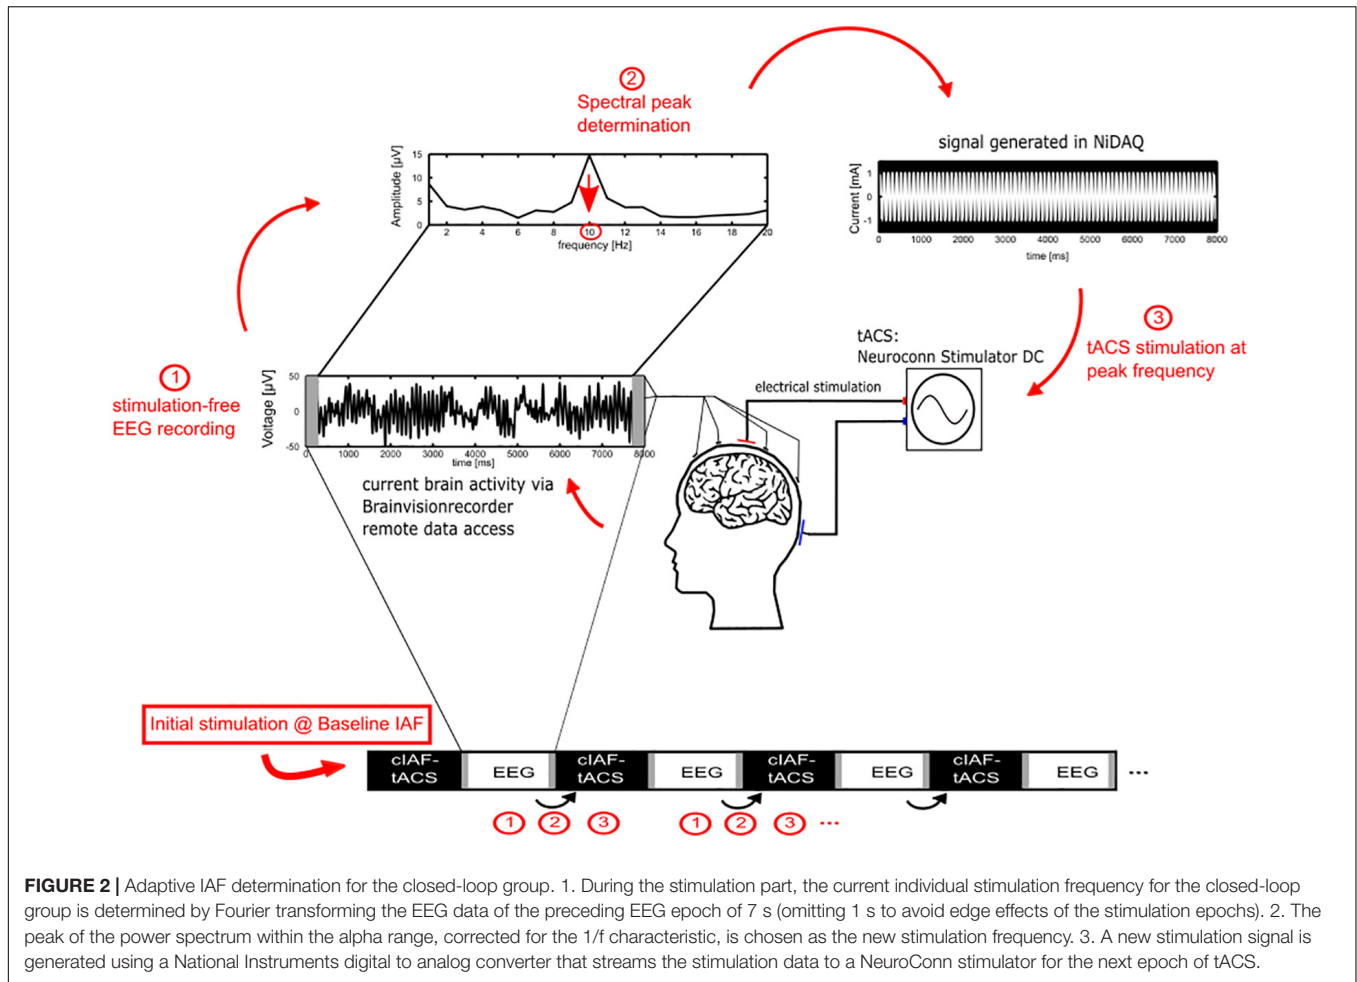 ②
Spectral peak
determination
signal generated in NiDAQ
Amplitude [µV]
15
10
5
0
2 4 6 8 10 12 14 16 18 20
frequency [Hz]
Current [mA]
1
0
-1
0 1000 2000 3000 4000 5000 6000 7000 8000
time [ms]
③
tACS stimulation at
peak frequency
tACS:
Neuroconn Stimulator DC
electrical stimulation
①
stimulation-free
EEG recording
Voltage [µV]
50
0
-50
0 1000 2000 3000 4000 5000 6000 7000 8000
time [ms]
current brain activity via
Brainvisionrecorder
remote data access
Initial stimulation @ Baseline IAF
cIAF-
tACS
EEG
cIAF-
tACS
EEG
cIAF-
tACS
EEG
cIAF-
tACS
EEG
...
① ② ③ ① ② ③ ...
FIGURE 2 | Adaptive IAF determination for the closed-loop group. 1. During the stimulation part, the current individual stimulation frequency for the closed-loop
group is determined by Fourier transforming the EEG data of the preceding EEG epoch of 7 s (omitting 1 s to avoid edge effects of the stimulation epochs). 2. The
peak of the power spectrum within the alpha range, corrected for the 1/f characteristic, is chosen as the new stimulation frequency. 3. A new stimulation signal is
generated using a National Instruments digital to analog converter that streams the stimulation data to a NeuroConn stimulator for the next epoch of tACS.